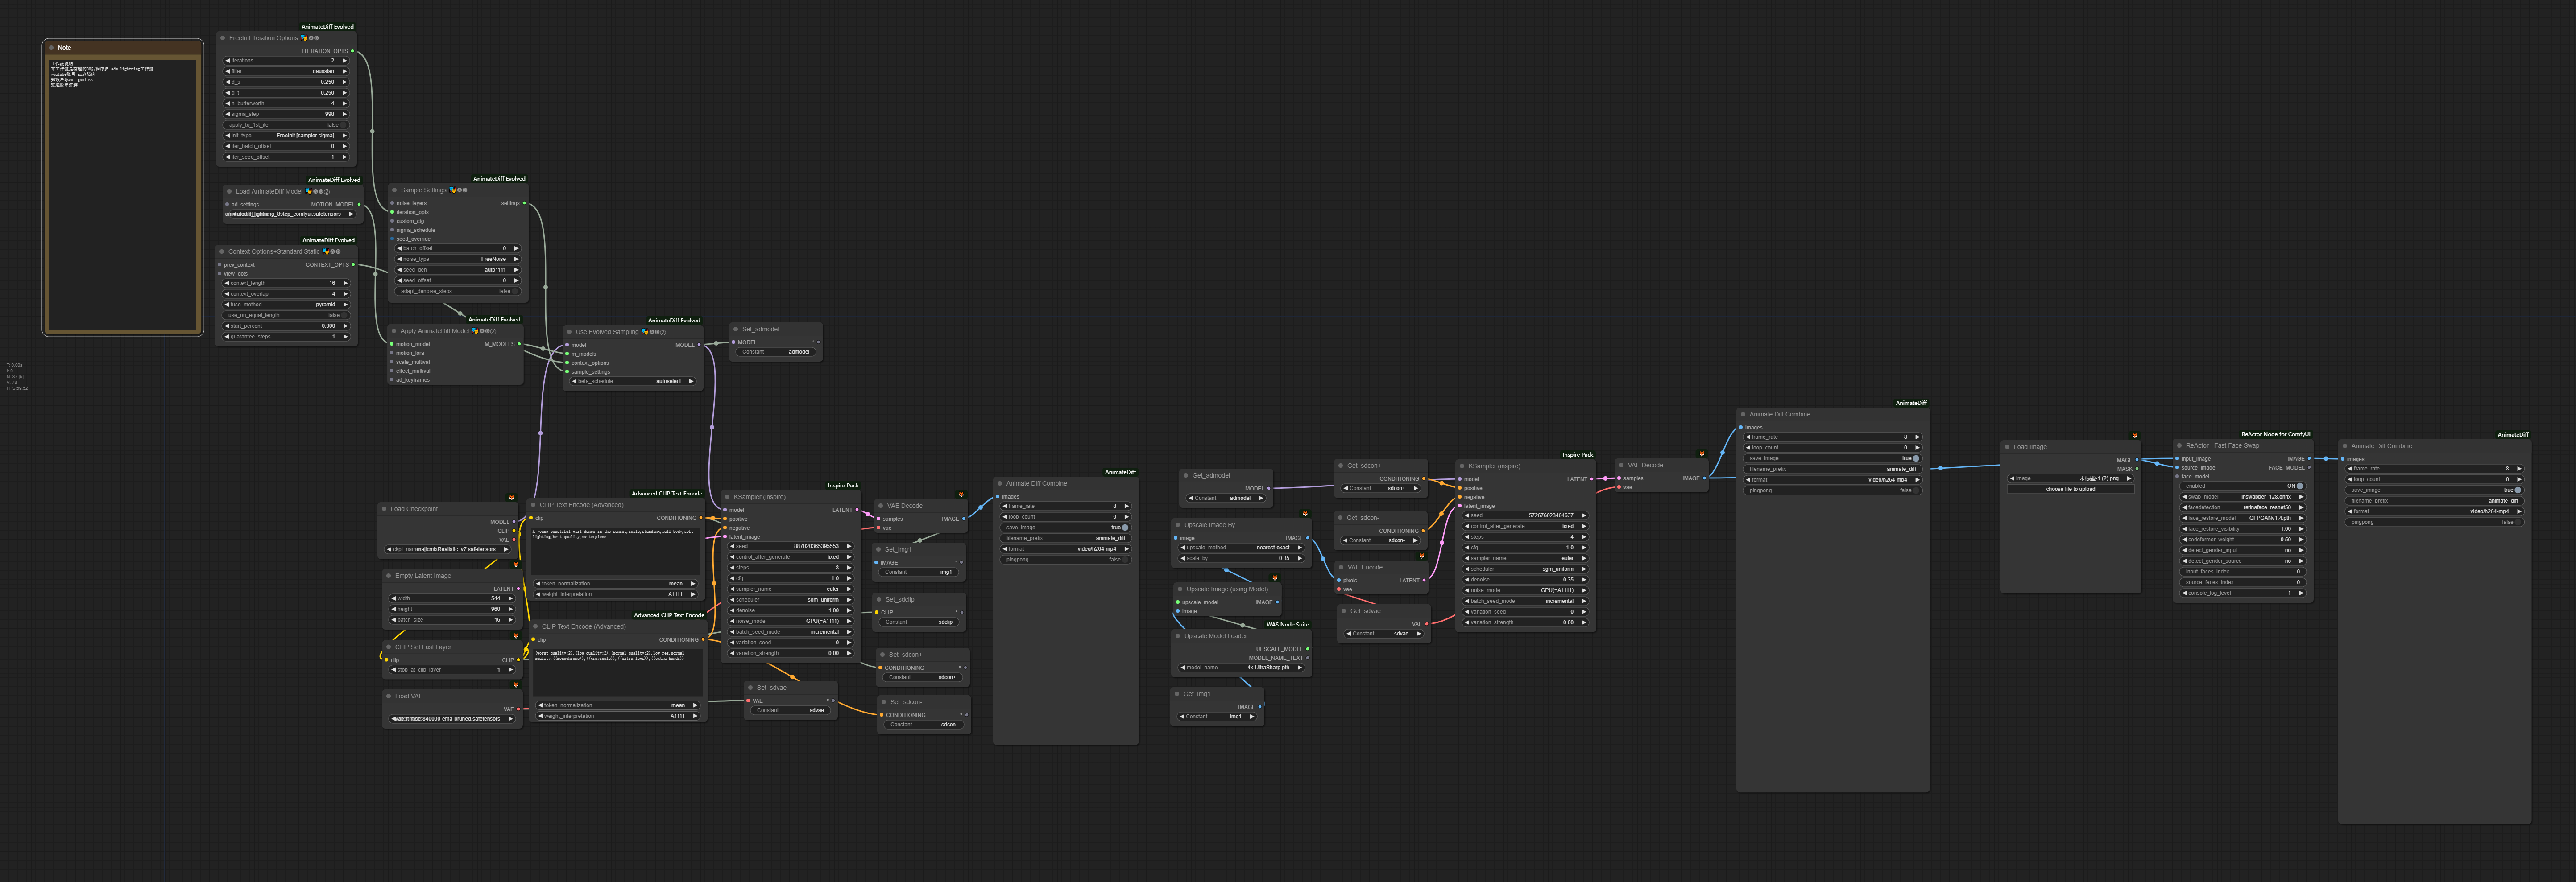 AnimateDiff Evolved
FreeInit Iteration Options
ITERATION_OPTS
iterations 2
filter gaussian
d_s 0.250
d_t 0.250
n_butterworth 4
sigma_step 998
apply_to_1st_iter false
init_type FreeInit [sampler sigma]
iter_batch_offset 0
iter_seed_offset 1
Note
AnimateDiff Evolved
Load AnimateDiff Model
ad_settings MOTION_MODEL
AnimateDiff Evolved
Context Options•Standard Static
prev_context CONTEXT_OPTS
view_opts
context_length 16
context_overlap 4
fuse_method pyramid
use_on_equal_length false
start_percent 0.000
guarantee_steps 1
AnimateDiff Evolved
Sample Settings
noise_layers settings
iteration_opts
custom_cfg
sigma_schedule
seed_override
batch_offset 0
noise_type FreeNoise
seed_gen auto1111
seed_offset 0
adapt_denoise_steps false
AnimateDiff Evolved
Apply AnimateDiff Model
motion_model M_MODELS
motion_lora
scale_multival
effect_multival
ad_keyframes
AnimateDiff Evolved
Use Evolved Sampling
model MODEL
m_models
context_options
sample_settings
beta_schedule autoselect
Set_admodel
MODEL *
Constant admodel
Load Checkpoint
MODEL
CLIP
VAE
ckpt_name majicmixRealistic_v7.safetensors
Empty Latent Image
LATENT
width 544
height 960
batch_size 16
CLIP Set Last Layer
clip CLIP
stop_at_clip_layer -1
Load VAE
VAE
Advanced CLIP Text Encode
CLIP Text Encode (Advanced)
clip CONDITIONING
A young beautiful girl dance in the sunset,smile,standing,full body,soft
lighting,best quality,masterpiece
token_normalization mean
weight_interpretation A1111
Advanced CLIP Text Encode
CLIP Text Encode (Advanced)
clip CONDITIONING
(worst quality:2),(low quality:2),(normal quality:2),low res,normal
quality,((monochrome)),((grayscale)),((extra legs)),((extra hands))
token_normalization mean
weight_interpretation A1111
Inspire Pack
KSampler (inspire)
model LATENT
positive
negative
latent_image
seed 887020365395553
control_after_generate fixed
steps 8
cfg 1.0
sampler_name euler
scheduler sgm_uniform
denoise 1.00
noise_mode GPU(=A1111)
batch_seed_mode incremental
variation_seed 0
variation_strength 0.00
Set_sdvae
VAE *
Constant sdvae
VAE Decode
samples IMAGE
vae
Set_img1
IMAGE *
Constant img1
Set_sdclip
CLIP *
Constant sdclip
Set_sdcon+
CONDITIONING *
Constant sdcon+
Set_sdcon-
CONDITIONING *
Constant sdcon-
AnimateDiff
Animate Diff Combine
images
frame_rate 8
loop_count 0
save_image true
filename_prefix animate_diff
format video/h264-mp4
pingpong false
Get_admodel
MODEL
Constant admodel
Upscale Image By
image IMAGE
upscale_method nearest-exact
scale_by 0.35
Upscale Image (using Model)
upscale_model IMAGE
image
WAS Node Suite
Upscale Model Loader
UPSCALE_MODEL
MODEL_NAME_TEXT
model_name 4x-UltraSharp.pth
Get_img1
IMAGE
Constant img1
Get_sdcon+
CONDITIONING
Constant sdcon+
Get_sdcon-
CONDITIONING
Constant sdcon-
VAE Encode
pixels LATENT
vae
Get_sdvae
VAE
Constant sdvae
Inspire Pack
KSampler (inspire)
model LATENT
positive
negative
latent_image
seed 572676023464637
control_after_generate fixed
steps 4
cfg 1.0
sampler_name euler
scheduler sgm_uniform
denoise 0.35
noise_mode GPU(=A1111)
batch_seed_mode incremental
variation_seed 0
variation_strength 0.00
VAE Decode
samples IMAGE
vae
AnimateDiff
Animate Diff Combine
images
frame_rate 8
loop_count 0
save_image true
filename_prefix animate_diff
format video/h264-mp4
pingpong false
Load Image
IMAGE
MASK
image 未标题-1 (2).png
choose file to upload
ReActor Node for ComfyUI
ReActor - Fast Face Swap
input_image IMAGE
source_image FACE_MODEL
face_model
enabled ON
swap_model inswapper_128.onnx
facedetection retinaface_resnet50
face_restore_model GFPGANv1.4.pth
face_restore_visibility 1.00
codeformer_weight 0.50
detect_gender_input no
detect_gender_source no
input_faces_index 0
source_faces_index 0
console_log_level 1
AnimateDiff
Animate Diff Combine
images
frame_rate 8
loop_count 0
save_image true
filename_prefix animate_diff
format video/h264-mp4
pingpong false